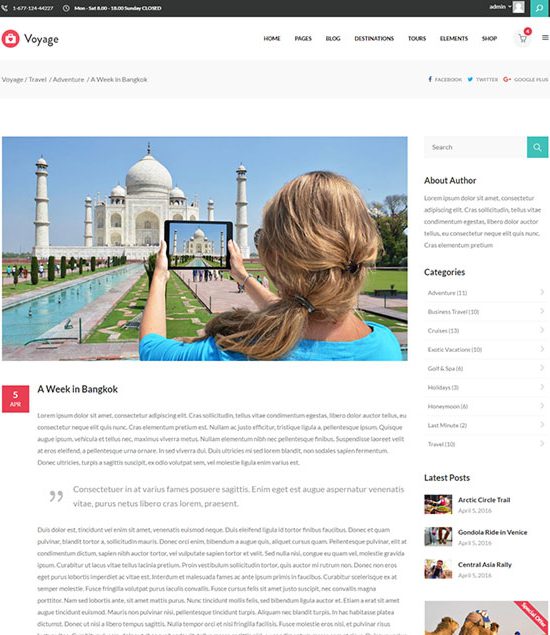 1-677-124-44227 Mon - Sat 8.00 - 18.00 Sunday CLOSED admin
Voyage HOME PAGES BLOG DESTINATIONS TOURS ELEMENTS SHOP 4
Voyage / Travel / Adventure / A Week in Bangkok FACEBOOK TWITTER GOOGLE PLUS
5
APR
A Week in Bangkok
Lorem ipsum dolor sit amet, consectetur adipiscing elit. Cras sollicitudin, tellus vitae condimentum egestas, libero dolor auctor tellus, eu
consectetur neque elit quis nunc. Cras elementum pretium est. Nullam ac justo efficitur, tristique ligula a, pellentesque ipsum. Quisque
augue ipsum, vehicula et tellus nec, maximus viverra metus. Nullam elementum nibh nec pellentesque finibus. Suspendisse laoreet velit
at eros eleifend, a pellentesque urna ornare. In sed viverra dui. Duis ultricies mi sed lorem blandit, non sodales sapien fermentum.
Donec ultricies, turpis a sagittis suscipit, ex odio volutpat sem, vel molestie ligula enim varius est.
Consectetuer in at varius fames posuere sagittis. Enim eget est augue aspernatur venenatis
vitae, purus netus libero cras lorem, praesent.
Duis dolor est, tincidunt vel enim sit amet, venenatis euismod neque. Duis eleifend ligula id tortor finibus faucibus. Donec et quam
pulvinar, blandit tortor a, sollicitudin mauris. Donec orci enim, bibendum a augue quis, aliquet cursus quam. Pellentesque pulvinar, elit at
condimentum dictum, sapien nibh auctor tortor, vel vulputate sapien tortor et velit. Sed nulla nisi, congue eu quam vel, molestie gravida
ipsum. Curabitur ut lacus vitae tellus lacinia pretium. Proin vestibulum sollicitudin tortor, quis auctor mi rutrum non. Donec non eros
eget purus lobortis imperdiet ac vitae est. Interdum et malesuada fames ac ante ipsum primis in faucibus. Curabitur scelerisque ex at
semper molestie. Fusce fringilla volutpat purus sed iaculis convallis. Fusce cursus felis sit amet justo suscipit, nec convallis magna
porttitor. Nam sed lobortis ante, sit amet mattis purus. Nunc tincidunt mollis felis, sed bibendum ligula auctor et. Etiam a erat sit amet
augue tincidunt euismod. Mauris non pulvinar nisi, pellentesque tincidunt turpis. Aliquam nec blandit turpis. In hac habitasse platea
dictumst. Donec ut nisi a libero tempus sagittis. Nulla tempor orci et nisi fringilla facilisis. Duis faucibus, erat et mollis pulvinar, eros risus
Search
About Author
Lorem ipsum dolor sit amet, consectetur
adipiscing elit. Cras sollicitudin, tellus vitae
condimentum egestas, libero dolor auctor
tellus, eu consectetur neque elit quis nunc.
Cras elementum pretium
Categories
Adventure (11)
Business Travel (10)
Cruises (13)
Exotic Vacations (10)
Golf & Spa (6)
Holidays (3)
Honeymoon (6)
Last Minute (2)
Travel (10)
Latest Posts
Arctic Circle Trail
April 5, 2016
Gondola Ride in Venice
April 5, 2016
Central Asia Rally
April 5, 2016
Special Offer